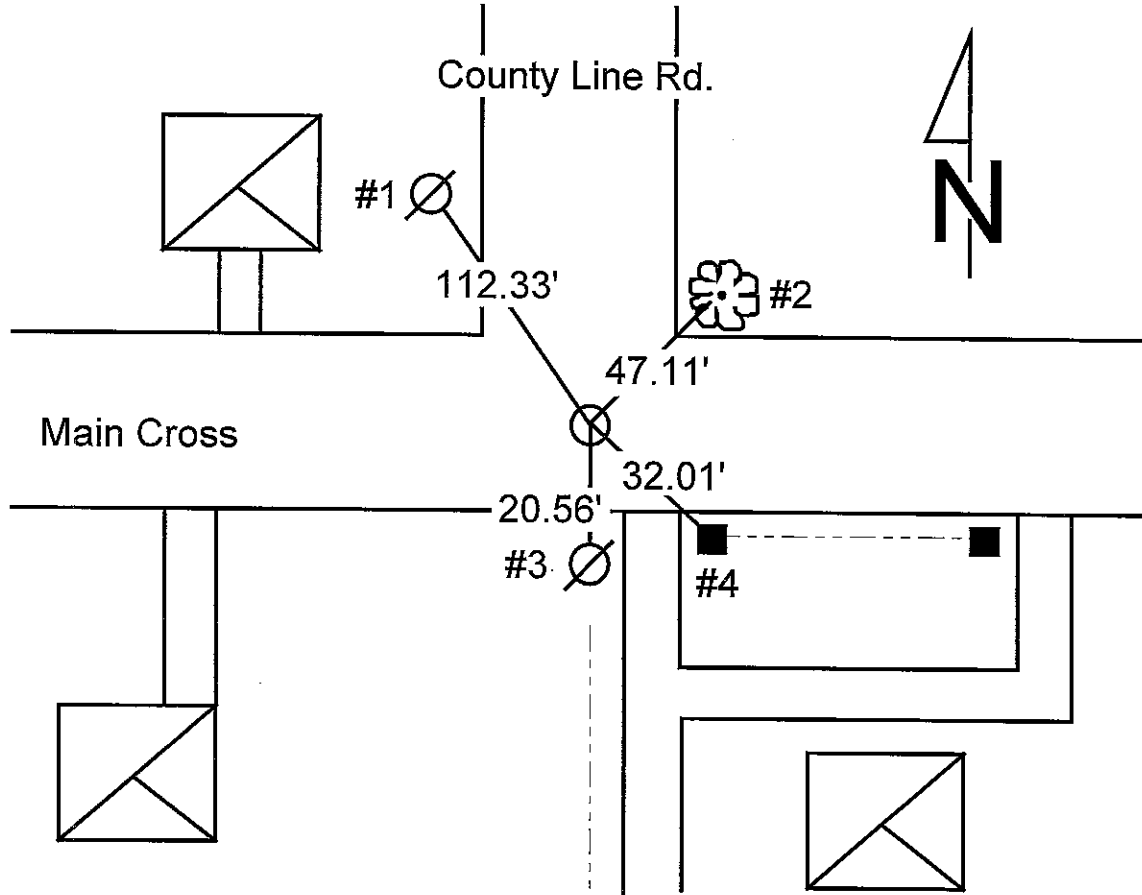 County Line Rd.
#1
N
112.33'
#2
47.11'
Main Cross
32.01'
20.56'
#3
#4